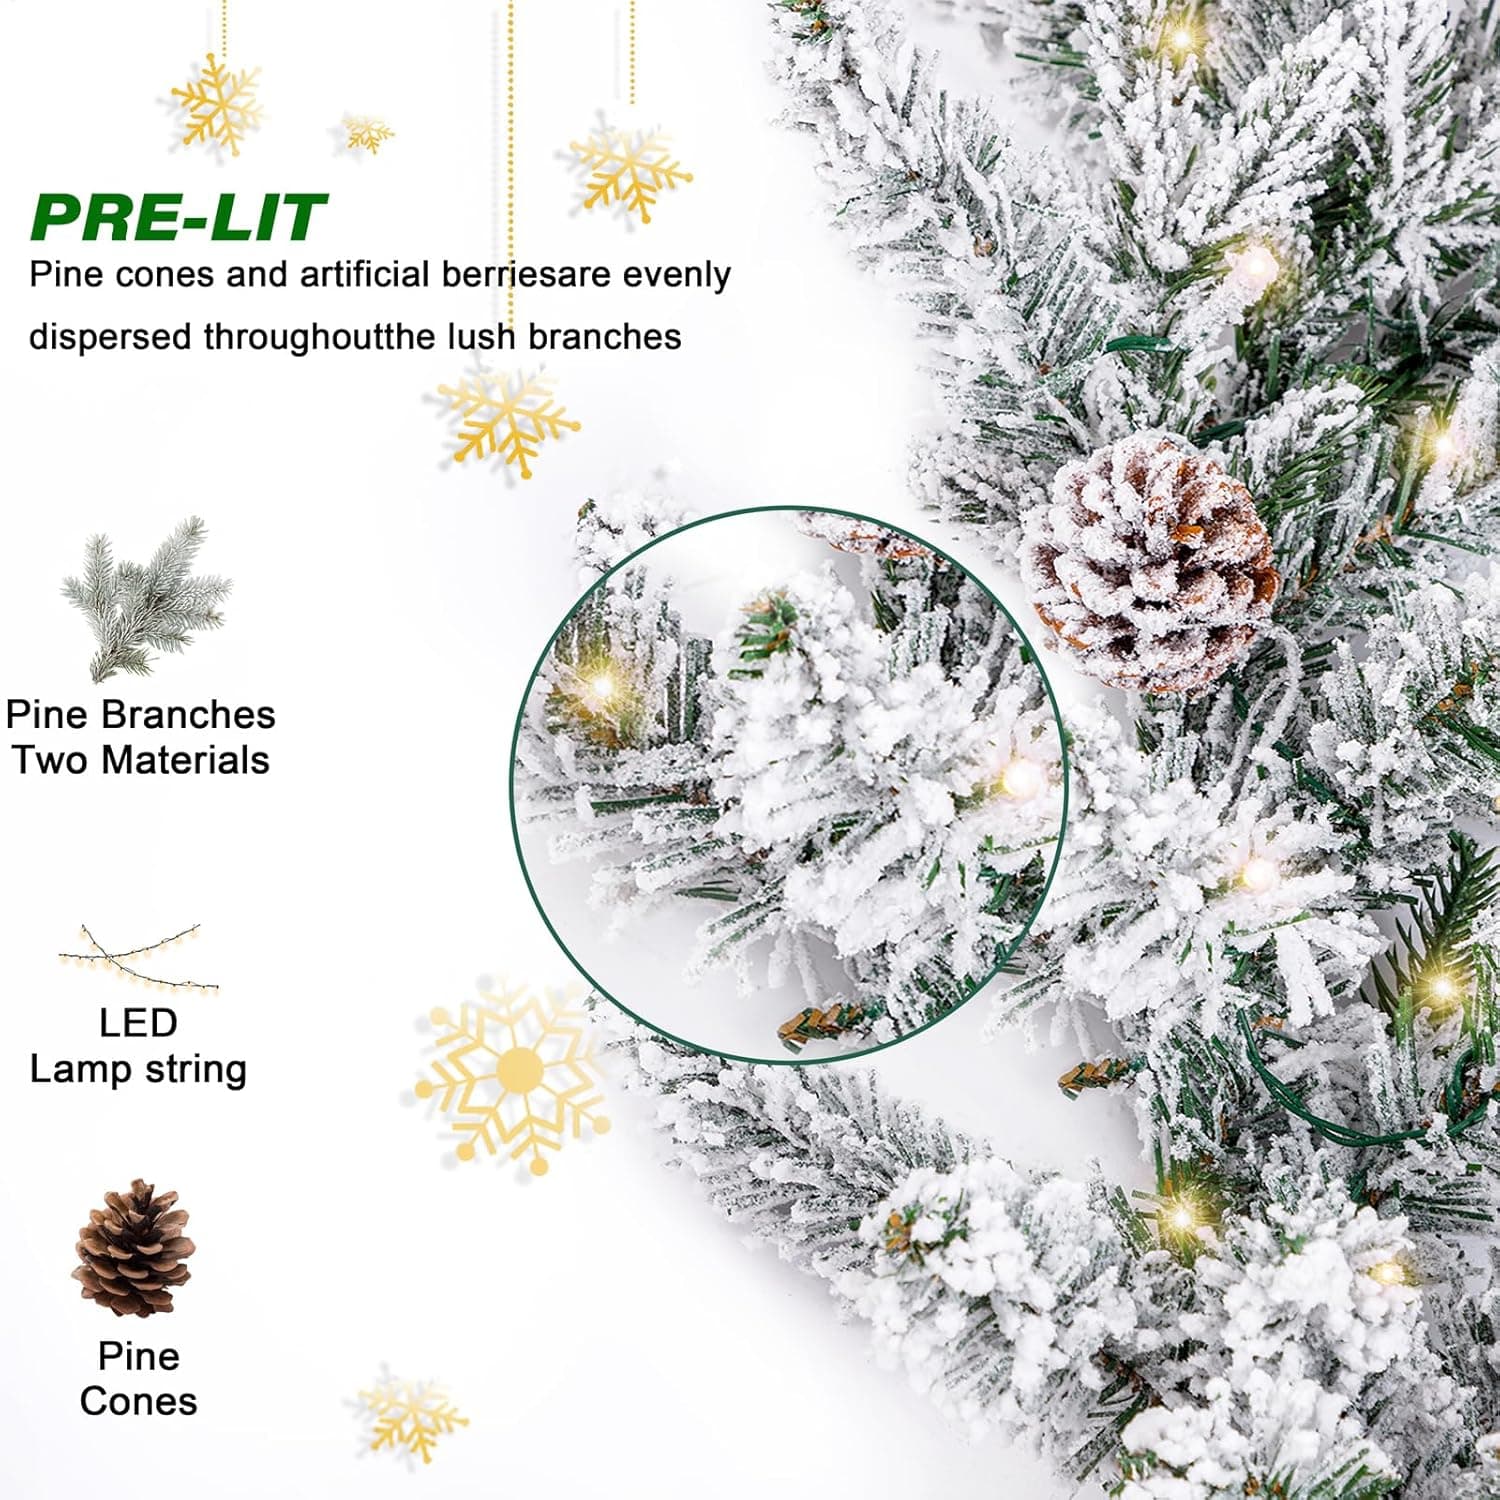 PRE-LIT
Pine cones and artificial berriesare evenly
dispersed throughoutthe lush branches
Pine Branches
Two Materials
LED
Lamp string
Pine
Cones